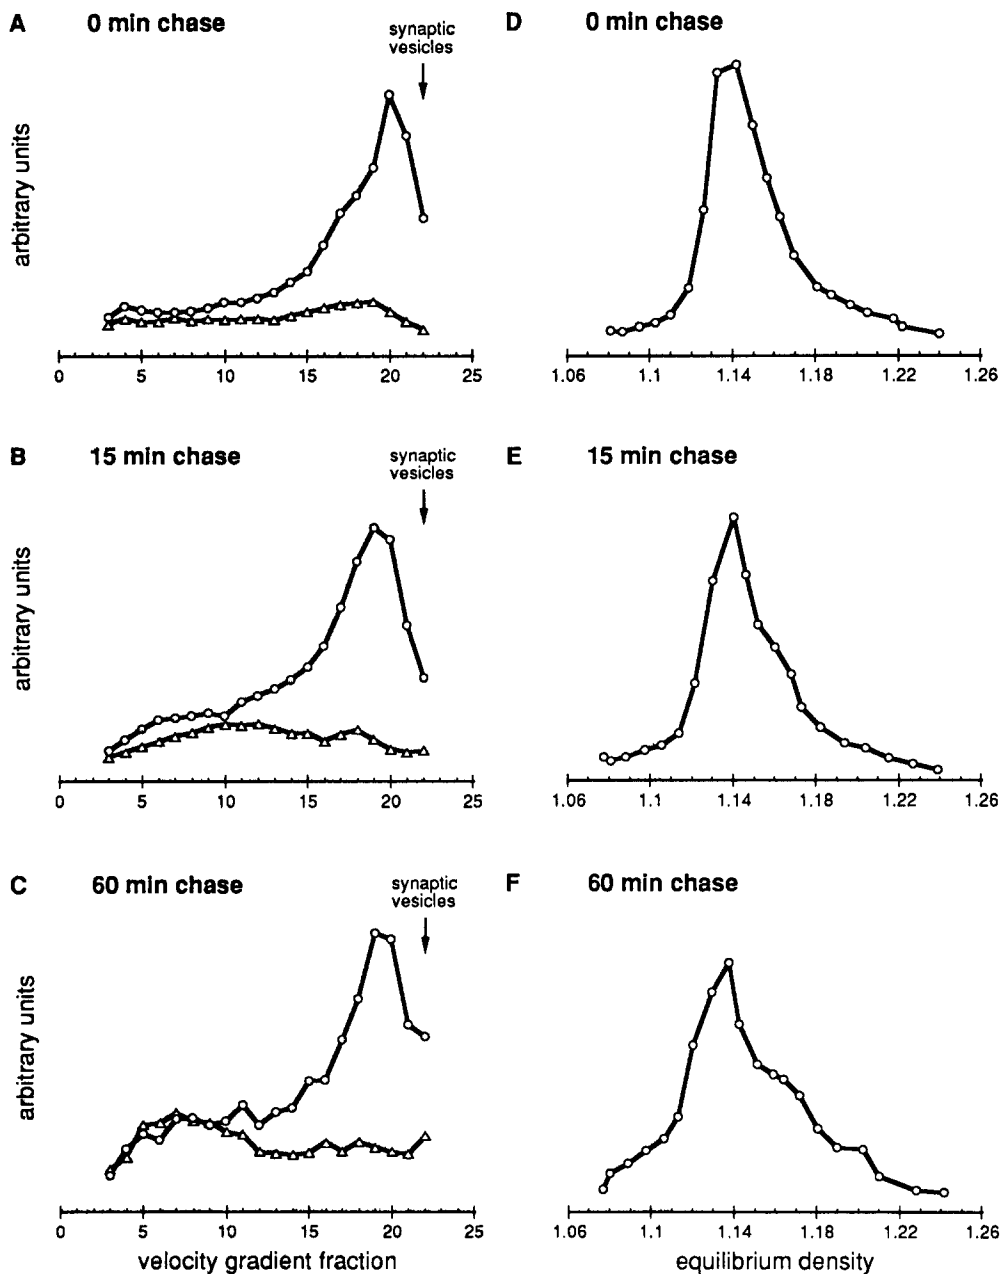 A 0 min chase
synaptic
vesicles
arbitrary units
0 5 10 15 20 25
D 0 min chase
1.06 1.1 1.14 1.18 1.22 1.26
B 15 min chase
synaptic
vesicles
arbitrary units
0 5 10 15 20 25
E 15 min chase
1.06 1.1 1.14 1.18 1.22 1.26
C 60 min chase
synaptic
vesicles
arbitrary units
0 5 10 15 20 25
velocity gradient fraction
F 60 min chase
1.06 1.1 1.14 1.18 1.22 1.26
equilibrium density